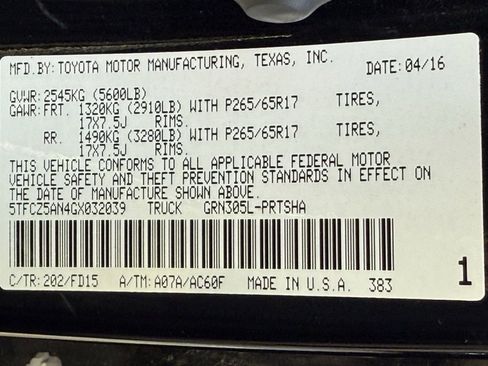 MFD.BY: TOYOTA MOTOR MANUFACTURING, TEXAS, INC. DATE: 04/16
GVWR: 2545KG (5600LB)
GAWR: FRT. 1320KG (2910LB) WITH P265/65R17 TIRES,
17X7.5J RIMS.
RR. 1490KG (3280LB) WITH P265/65R17 TIRES,
17X7.5J RIMS.
THIS VEHICLE CONFORMS TO ALL APPLICABLE FEDERAL MOTOR
VEHICLE SAFETY AND THEFT PREVENTION STANDARDS IN EFFECT
ON THE DATE OF MANUFACTURE SHOWN ABOVE.
5TFCZ5AN4GX032039 TRUCK GRN305L-PRTSHA
C/TR: 202/FD15 A/TM: A07A/AC60F MADE IN U.S.A. 383 1